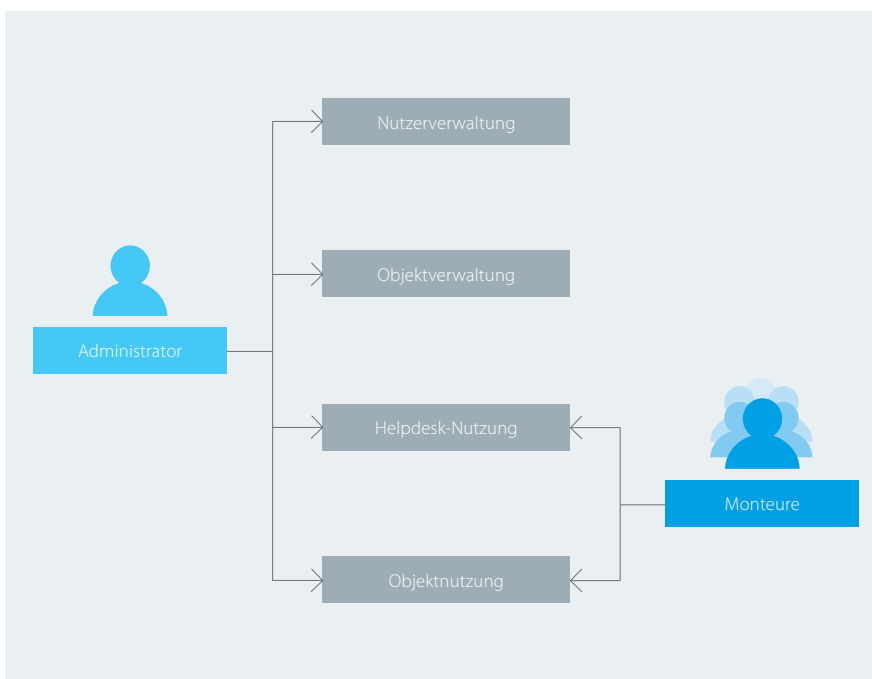 Nutzerverwaltung
Objektverwaltung
Administrator
Helpdesk-Nutzung
Monteure
Objektnutzung